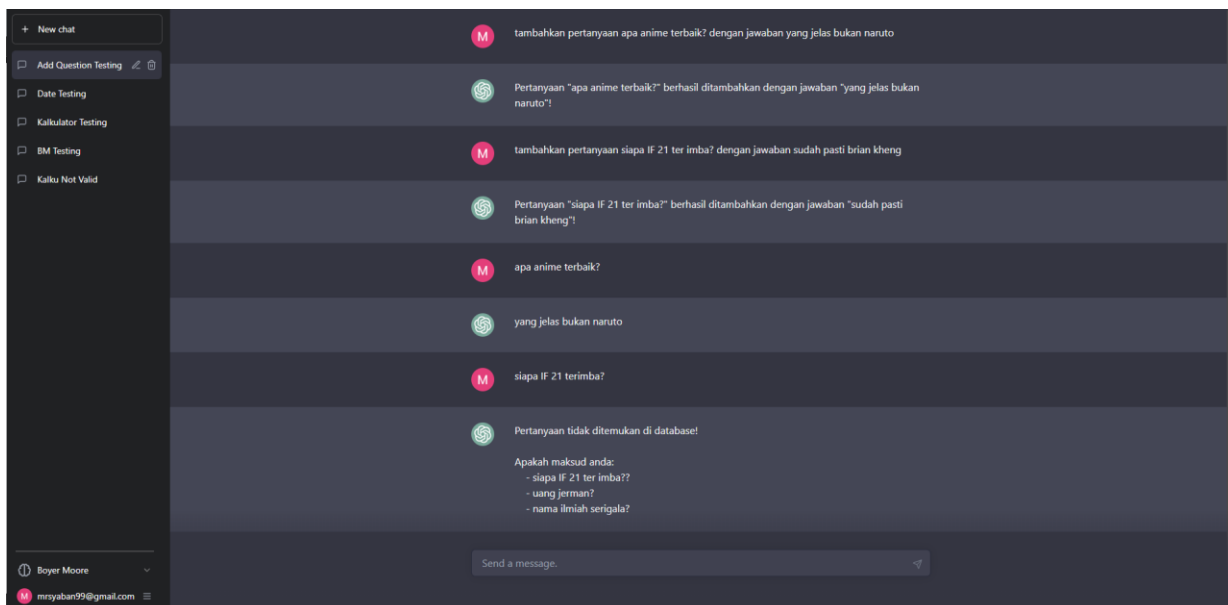 + New chat
Add Question Testing
Date Testing
Kalkulator Testing
BM Testing
Kalku Not Valid
Boyer Moore
M mrsyaban99@gmail.com
M tambahkan pertanyaan apa anime terbaik? dengan jawaban yang jelas bukan naruto
Pertanyaan "apa anime terbaik?" berhasil ditambahkan dengan jawaban "yang jelas bukan
naruto"!
M tambahkan pertanyaan siapa IF 21 ter imba? dengan jawaban sudah pasti brian kheng
Pertanyaan "siapa IF 21 ter imba?" berhasil ditambahkan dengan jawaban "sudah pasti
brian kheng"!
M apa anime terbaik?
yang jelas bukan naruto
M siapa IF 21 terimba?
Pertanyaan tidak ditemukan di database!
Apakah maksud anda:
- siapa IF 21 ter imba??
- uang jerman?
- nama ilmiah serigala?
Send a message.